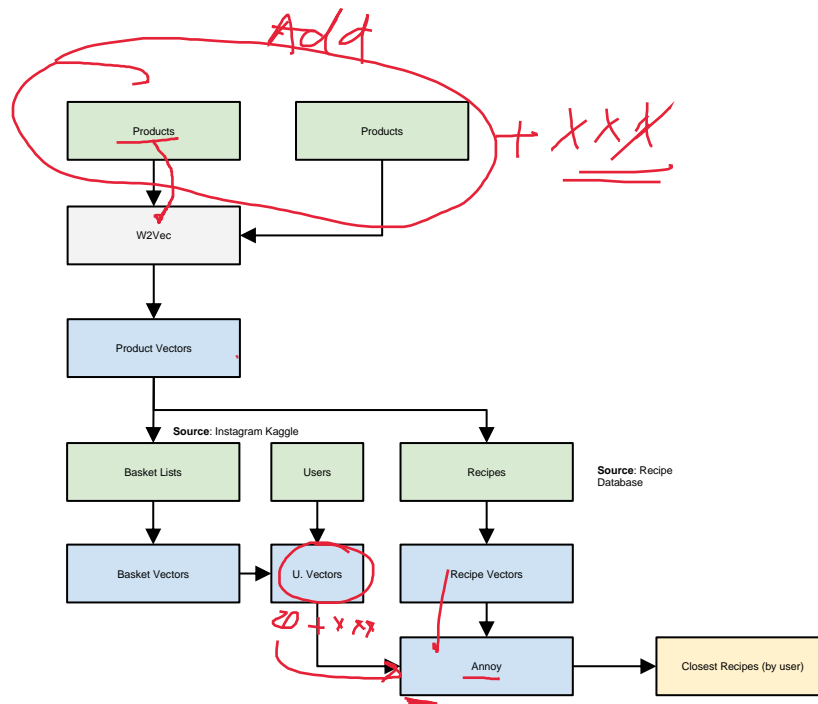 Add
Products
Products
+ x x x
W2Vec
Product Vectors
Source: Instagram Kaggle
Basket Lists
Users
Recipes
Source: Recipe
Database
Basket Vectors
U. Vectors
Recipe Vectors
20 + x x x
Annoy
Closest Recipes (by user)